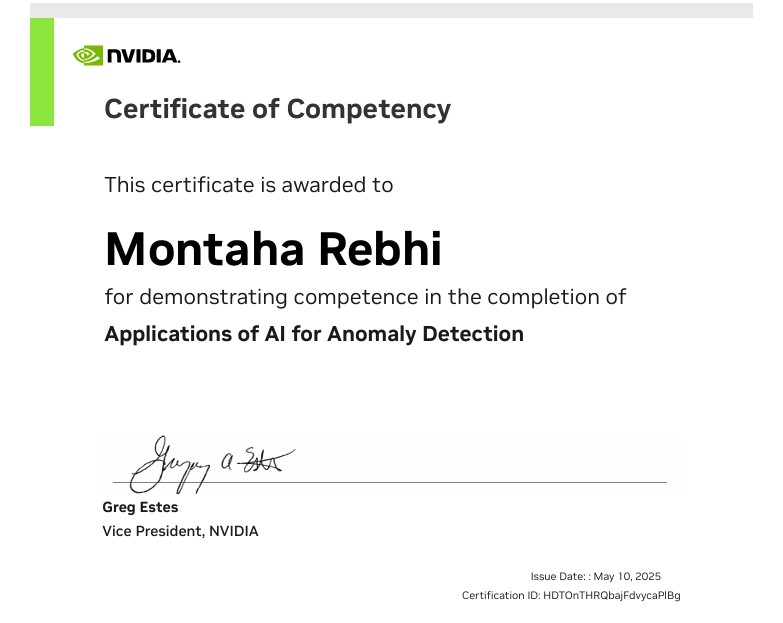 NVIDIA.
Certificate of Competency
This certificate is awarded to
Montaha Rebhi
for demonstrating competence in the completion of
Applications of AI for Anomaly Detection
Gregory A Estes
Greg Estes
Vice President, NVIDIA
Issue Date: : May 10, 2025
Certification ID: HDTOnTHRQbajFdvycaPlBg